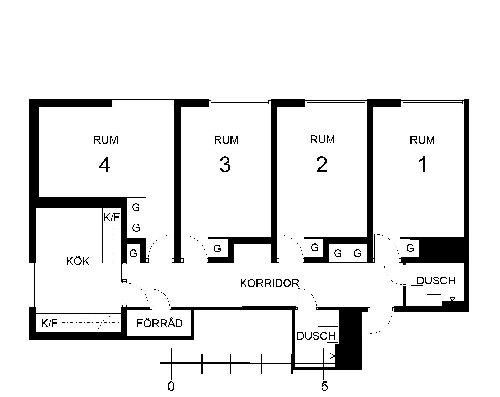 RUM RUM RUM RUM
4 3 2 1
G
K/F
G
G G G G G
KÖK
KORRIDOR DUSCH
K/F FÖRRÅD
DUSCH
0 5